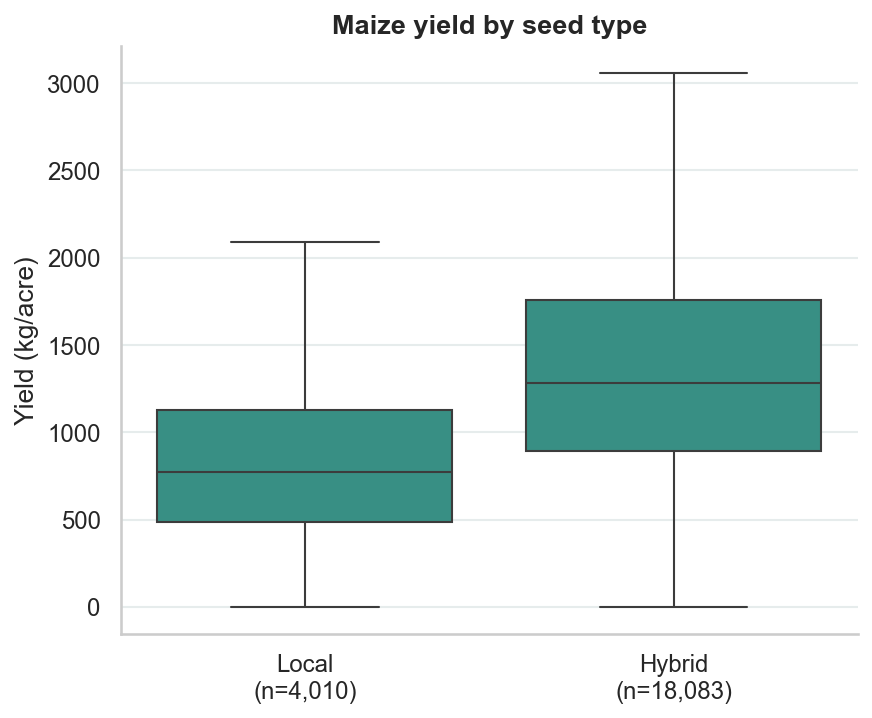 Maize yield by seed type
Yield (kg/acre)
3000
2500
2000
1500
1000
500
0
Local
(n=4,010)
Hybrid
(n=18,083)